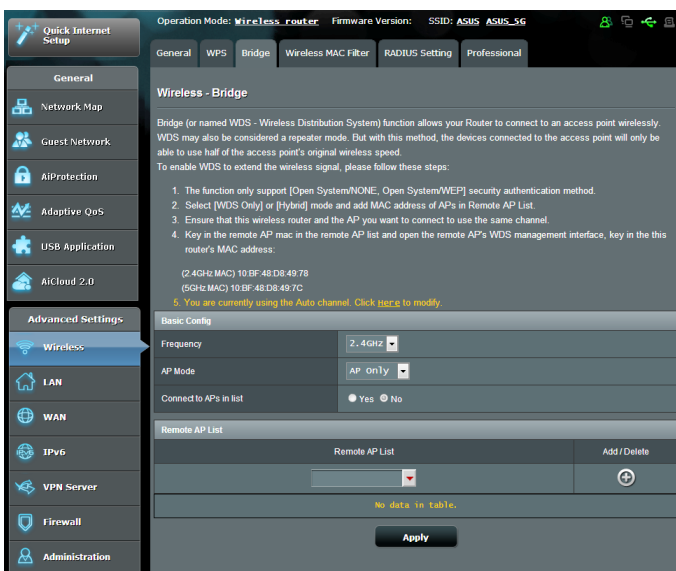 Quick Internet
Setup
Operation Mode: Wireless router Firmware Version: SSID: ASUS ASUS_5G
General WPS Bridge Wireless MAC Filter RADIUS Setting Professional
General
Network Map
Guest Network
AiProtection
Adaptive QoS
USB Application
AiCloud 2.0
Advanced Settings
Wireless
LAN
WAN
IPv6
VPN Server
Firewall
Administration
Wireless - Bridge
Bridge (or named WDS - Wireless Distribution System) function allows your Router to connect to an access point wirelessly.
WDS may also be considered a repeater mode. But with this method, the devices connected to the access point will only be
able to use half of the access point's original wireless speed.
To enable WDS to extend the wireless signal, please follow these steps:
1. The function only support [Open System/NONE, Open System/WEP] security authentication method.
2. Select [WDS Only] or [Hybrid] mode and add MAC address of APs in Remote AP List.
3. Ensure that this wireless router and the AP you want to connect to use the same channel.
4. Key in the remote AP mac in the remote AP list and open the remote AP's WDS management interface, key in the this
router's MAC address:
(2.4GHz MAC) 10:BF:48:D8:49:78
(5GHz MAC) 10:BF:48:D8:49:7C
5. You are currently using the Auto channel. Click Here to modify.
Basic Config
Frequency 2.4GHz
AP Mode AP Only
Connect to APs in list Yes No
Remote AP List
Remote AP List Add / Delete
No data in table.
Apply